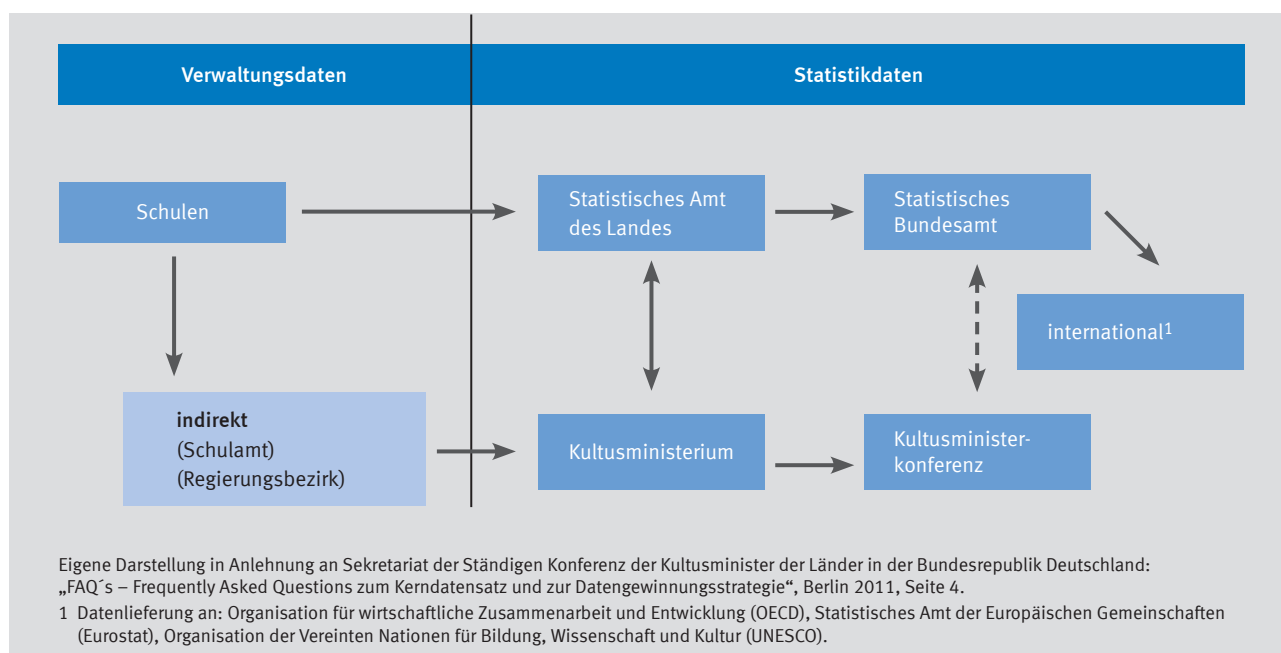 Verwaltungsdaten
Statistikdaten
Schulen
Statistisches Amt
des Landes
Statistisches
Bundesamt
international¹
indirekt
(Schulamt)
(Regierungsbezirk)
Kultusministerium
Kultusminister-
konferenz
Eigene Darstellung in Anlehnung an Sekretariat der Ständigen Konferenz der Kultusminister der Länder in der Bundesrepublik Deutschland:
„FAQ´s – Frequently Asked Questions zum Kerndatensatz und zur Datengewinnungsstrategie“, Berlin 2011, Seite 4.
1 Datenlieferung an: Organisation für wirtschaftliche Zusammenarbeit und Entwicklung (OECD), Statistisches Amt der Europäischen Gemeinschaften
(Eurostat), Organisation der Vereinten Nationen für Bildung, Wissenschaft und Kultur (UNESCO).